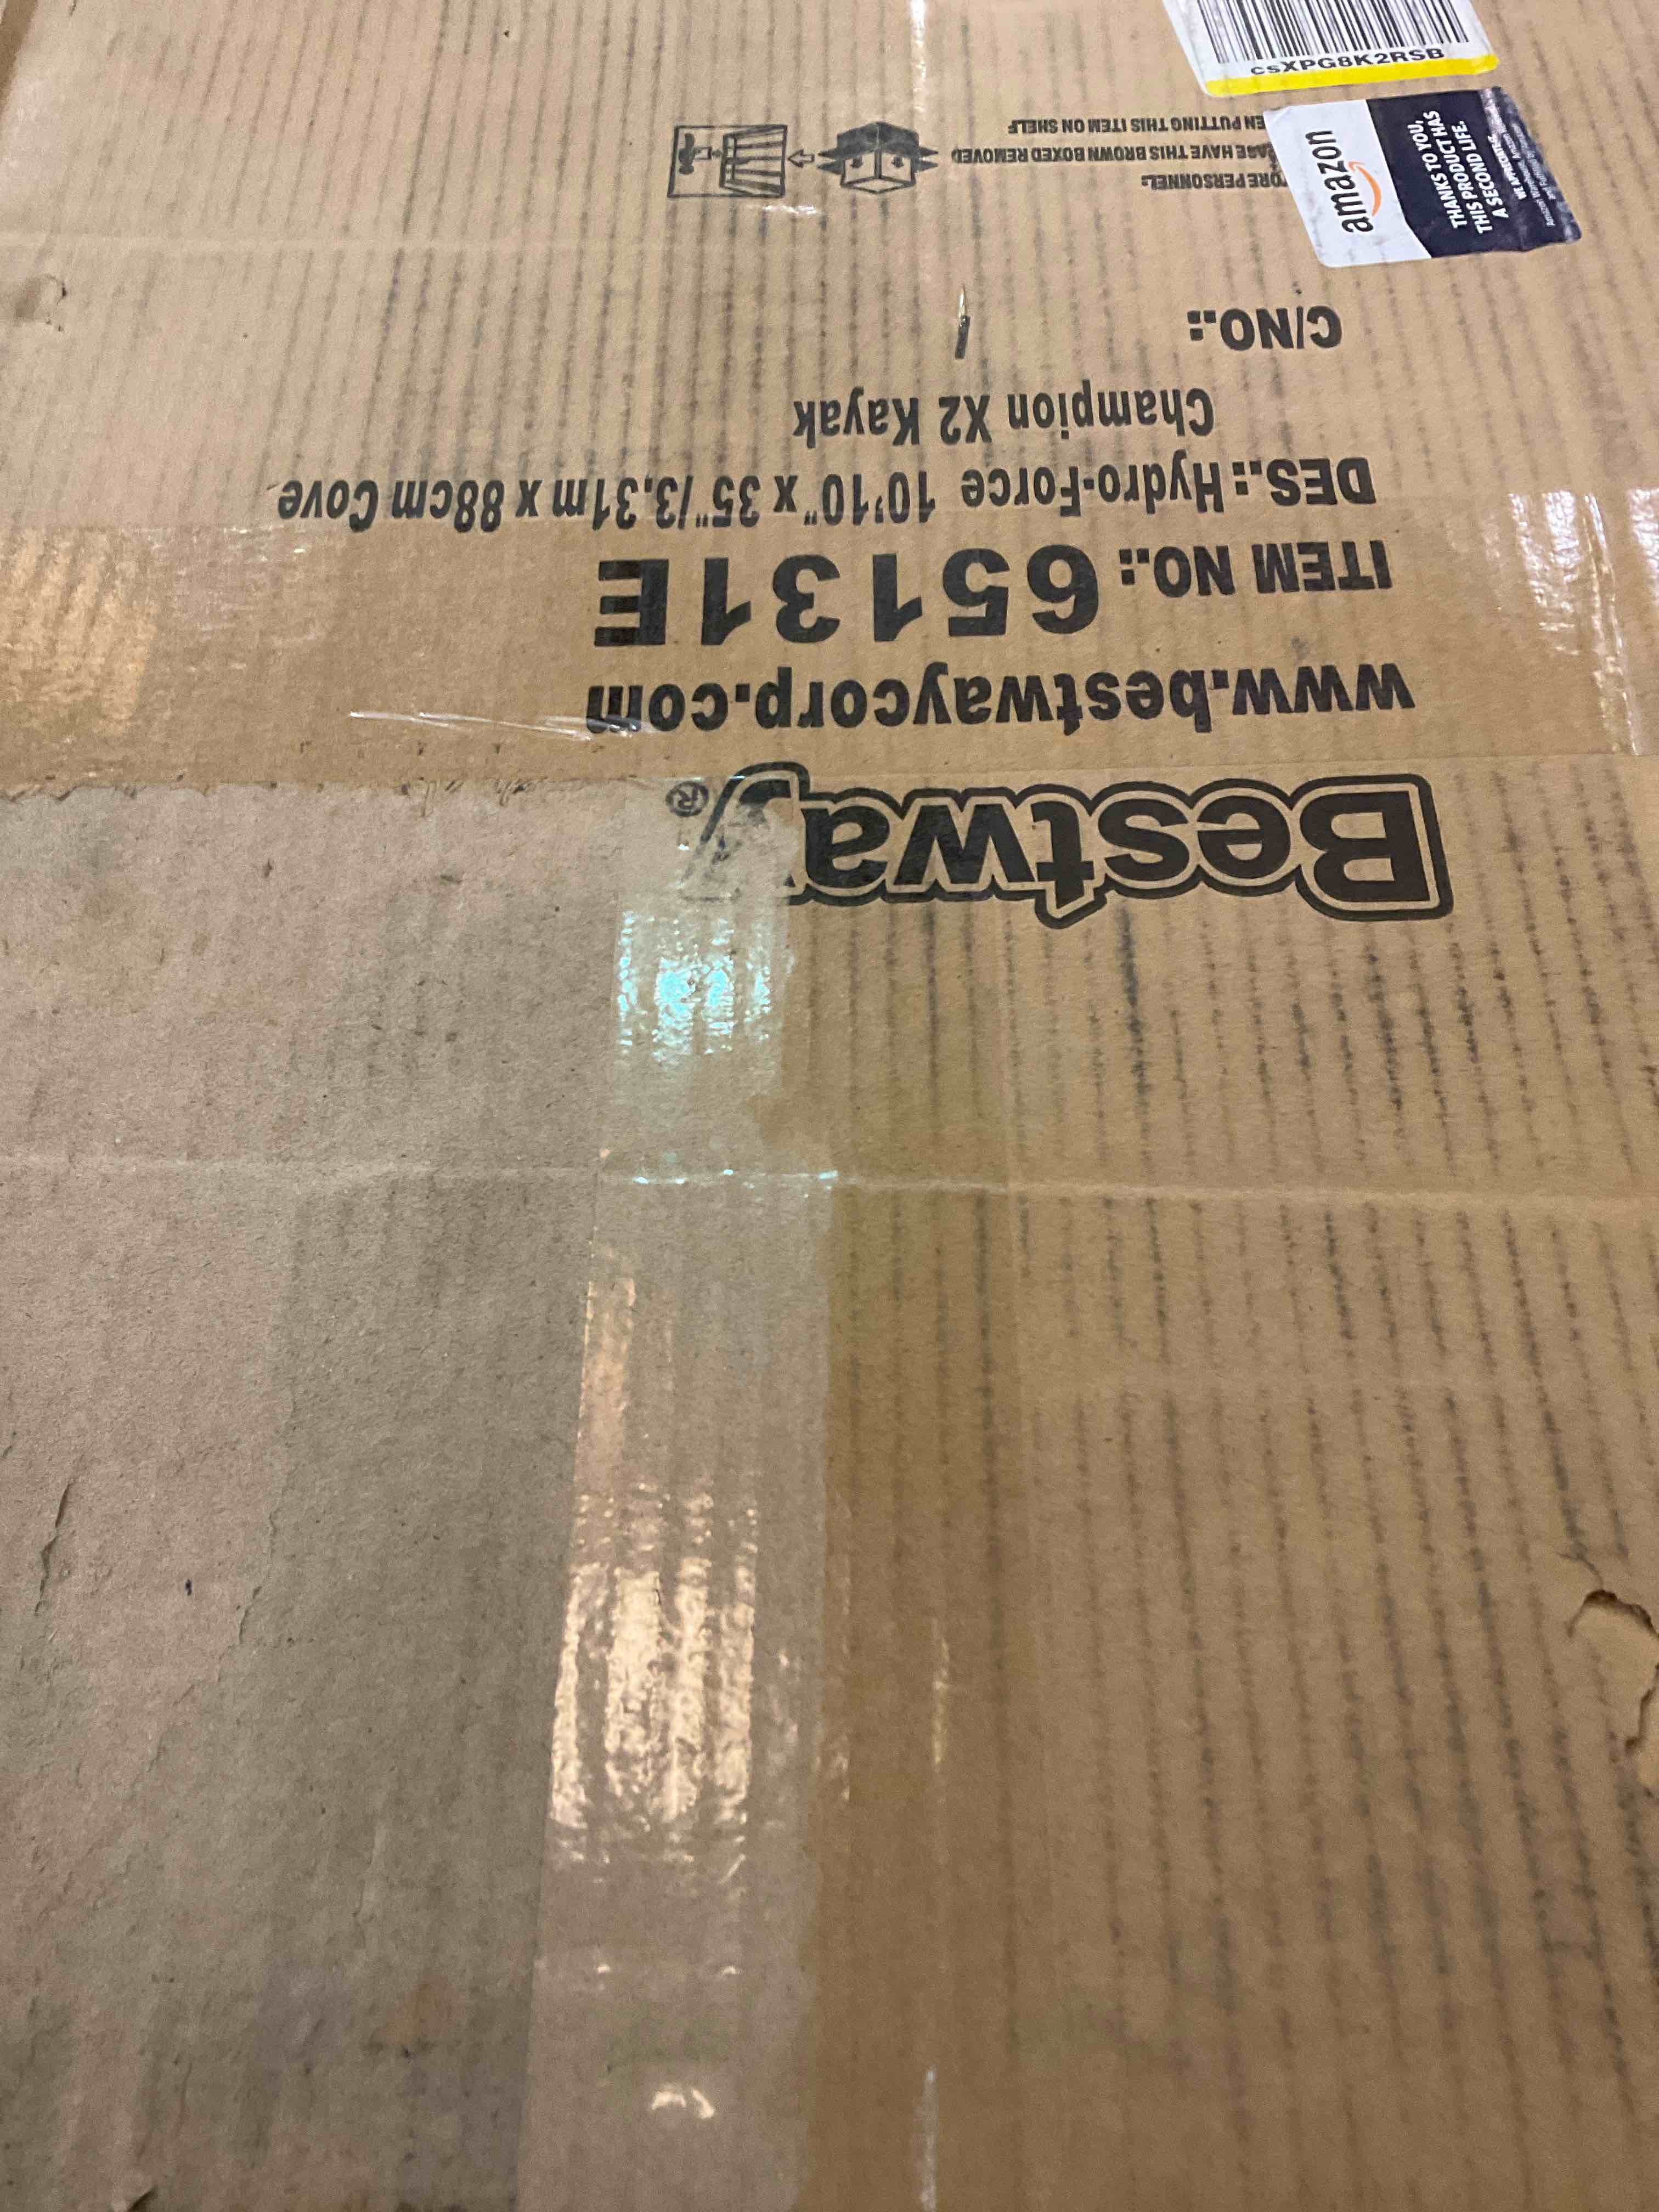 Bestway®
www.bestwaycorp.com
ITEM NO.: 65131E
DES.: Hydro-Force 10'10" x 35"/3.31m x 88cm Cove
Champion X2 Kayak
C/NO.:
ORE PERSONNEL:
HAVE THIS BROWN BOXED REMOVED
EN PUTTING THIS ITEM ON SHELF
amazon
THANKS TO YOU,
THIS PRODUCT HAS
A SECOND LIFE.
csXPG8K2RSB